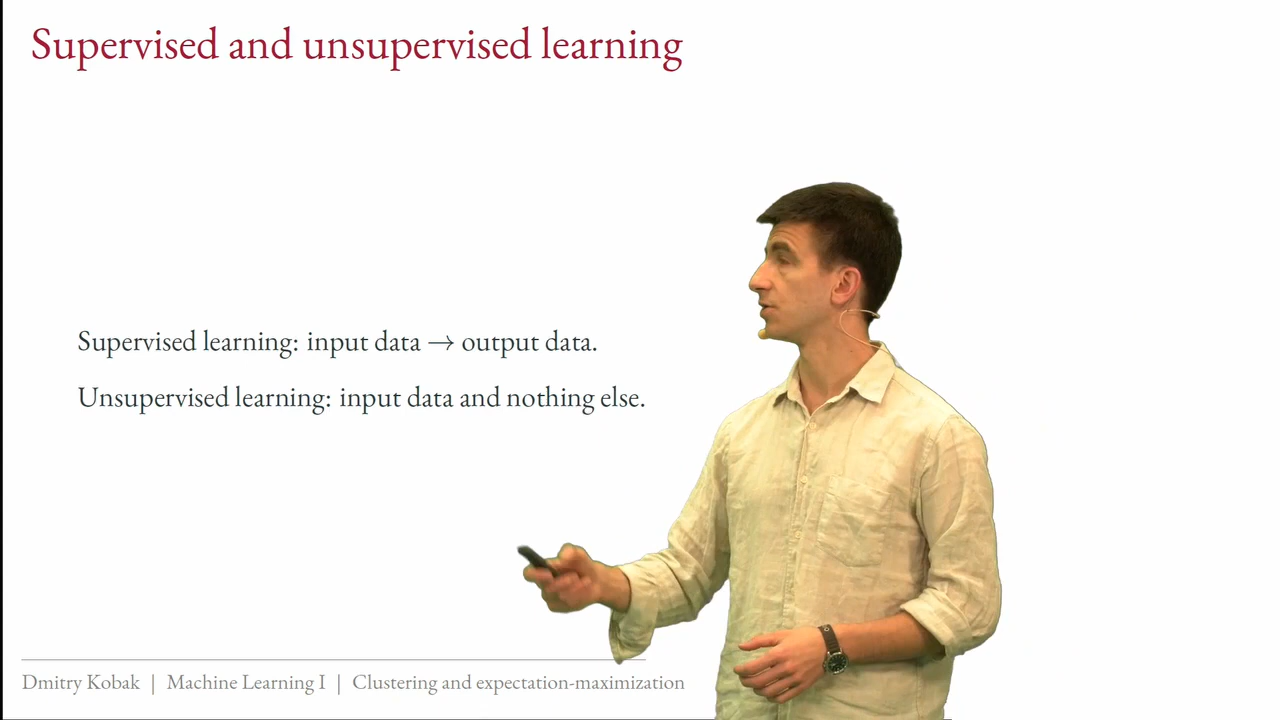 Supervised and unsupervised learning
Supervised learning: input data → output data.
Unsupervised learning: input data and nothing else.
Dmitry Kobak | Machine Learning I | Clustering and expectation-maximization